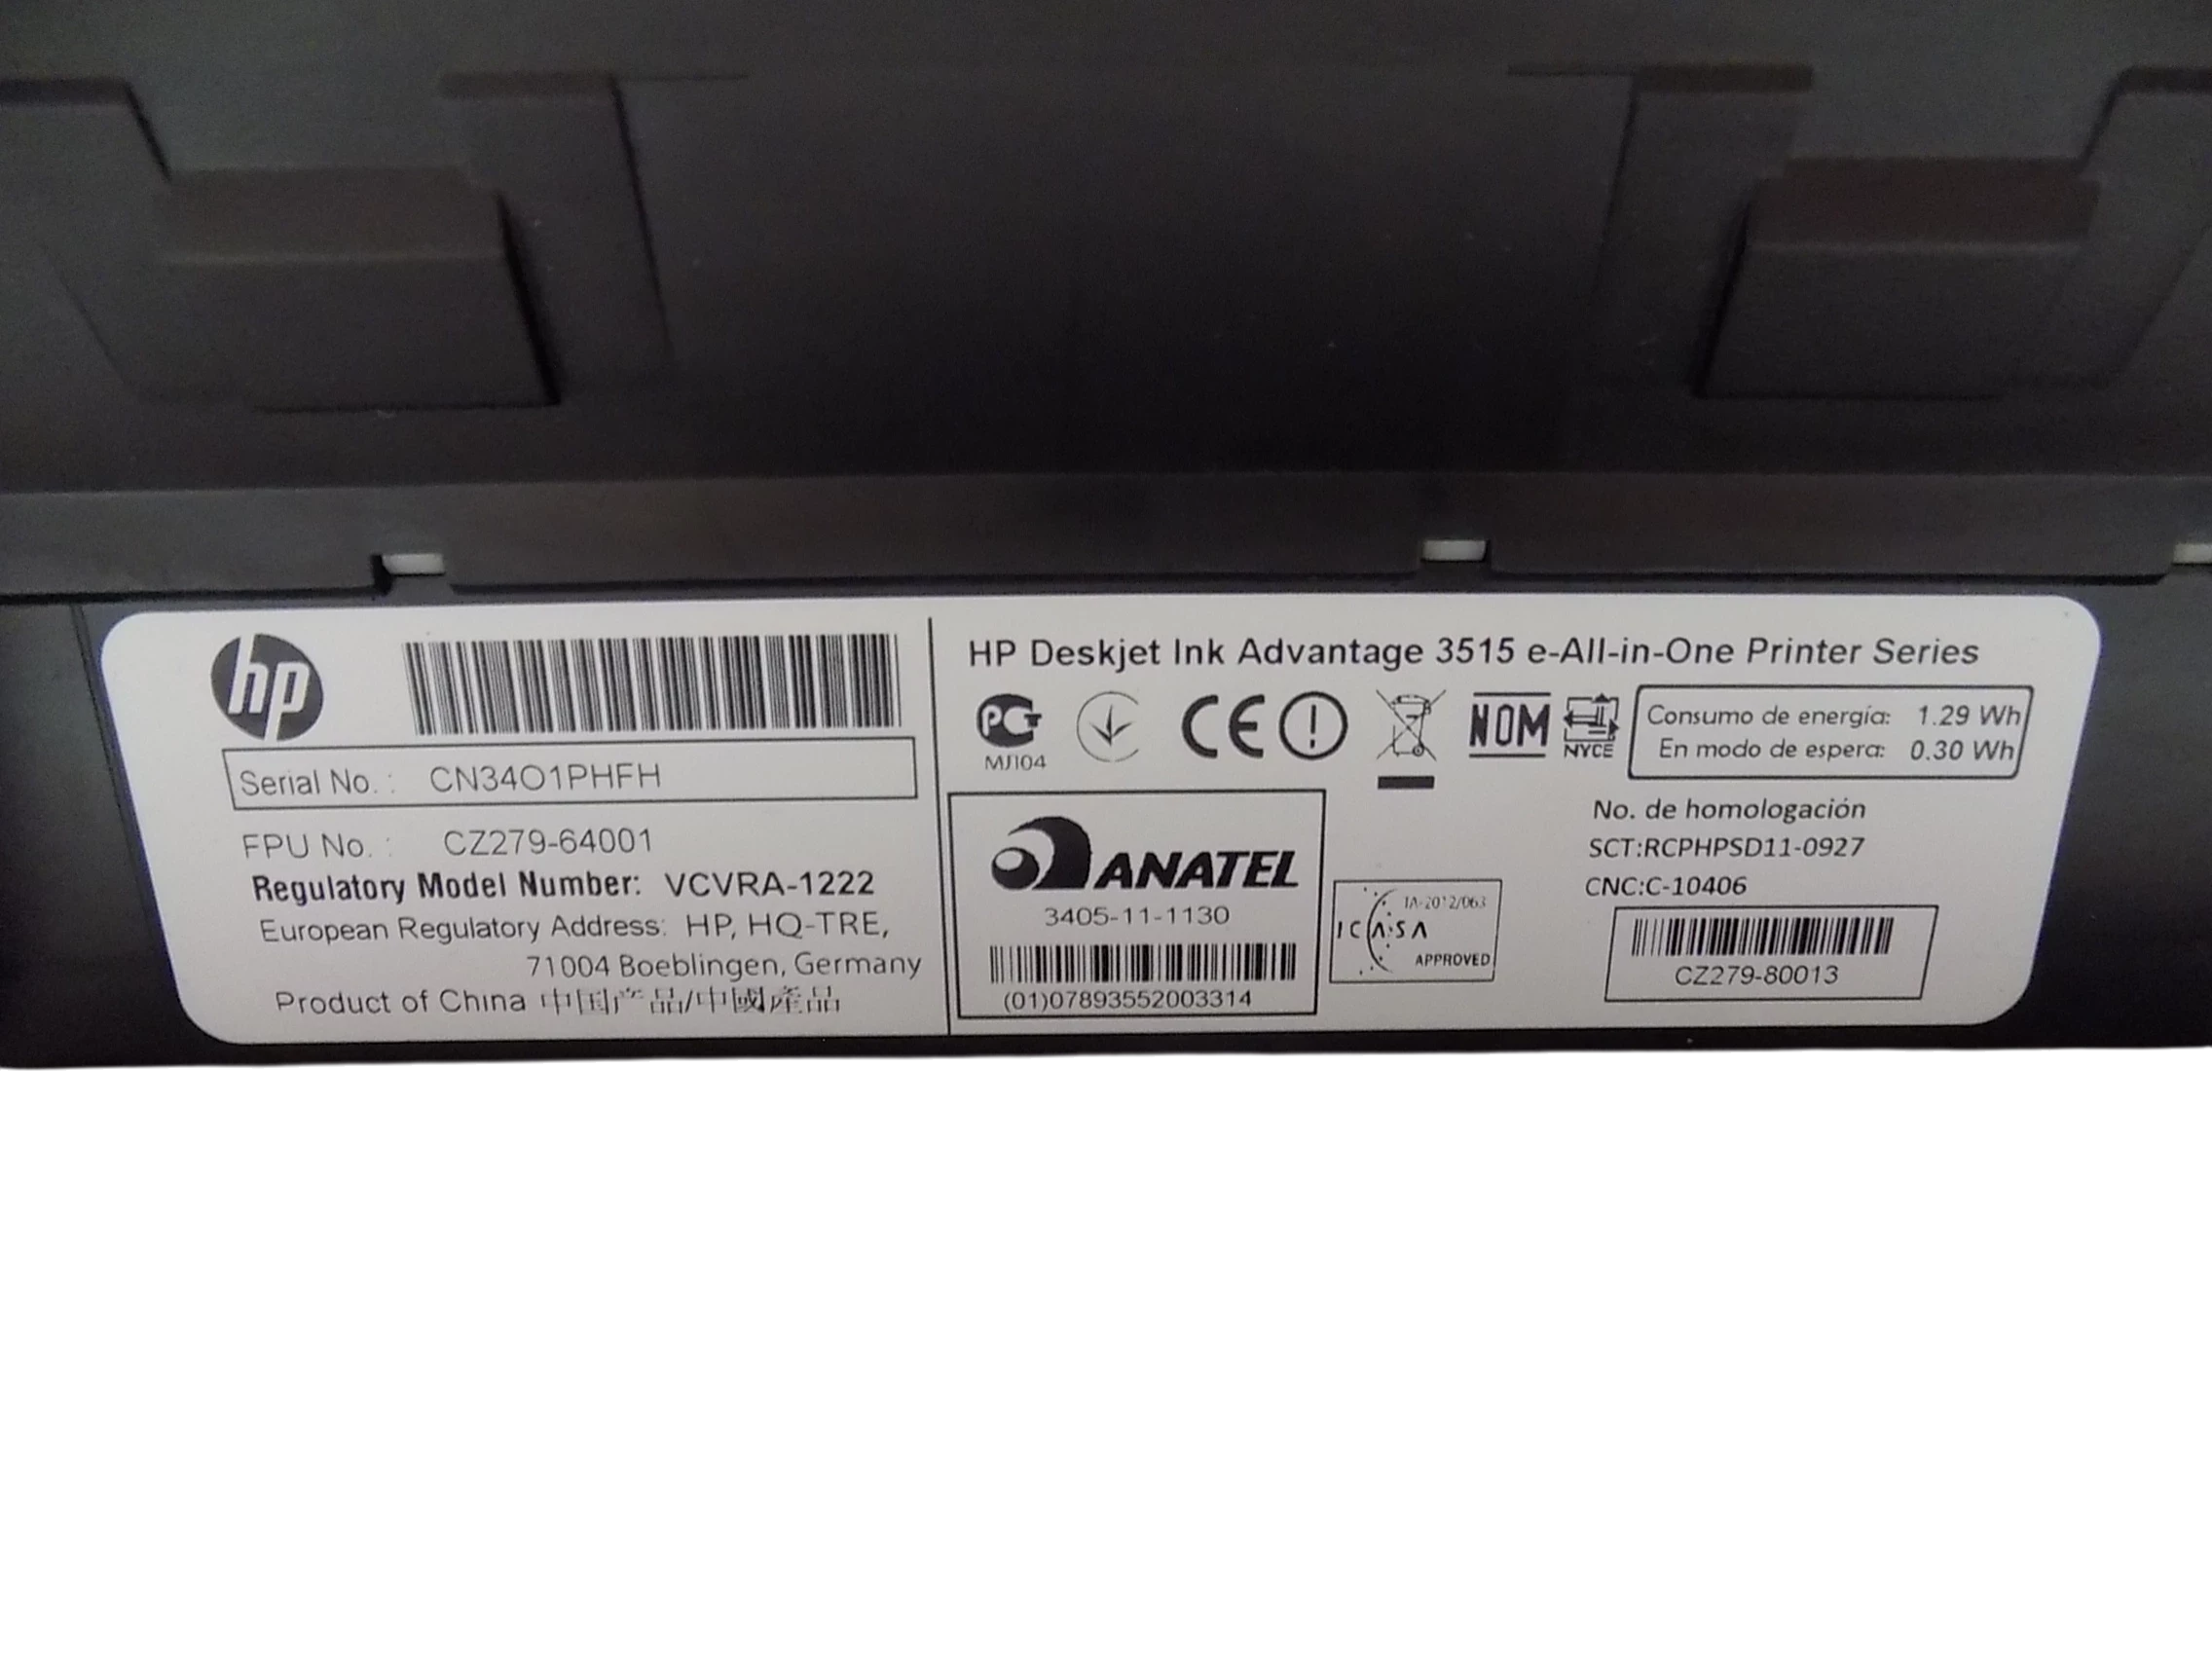 hp
Serial No. : CN34O1PHFH
FPU No. : CZ279-64001
Regulatory Model Number: VCVRA-1222
European Regulatory Address: HP, HQ-TRE,
71004 Boeblingen, Germany
Product of China 中国产品/中國產品
HP Deskjet Ink Advantage 3515 e-All-in-One Printer Series
PG
MJ104
CE
NOM
NYCE
Consumo de energía: 1.29 Wh
En modo de espera: 0.30 Wh
ANATEL
3405-11-1130
(01)07893552003314
TA-2012/063
ICASA
APPROVED
No. de homologación
SCT:RCPHPSD11-0927
CNC:C-10406
CZ279-80013